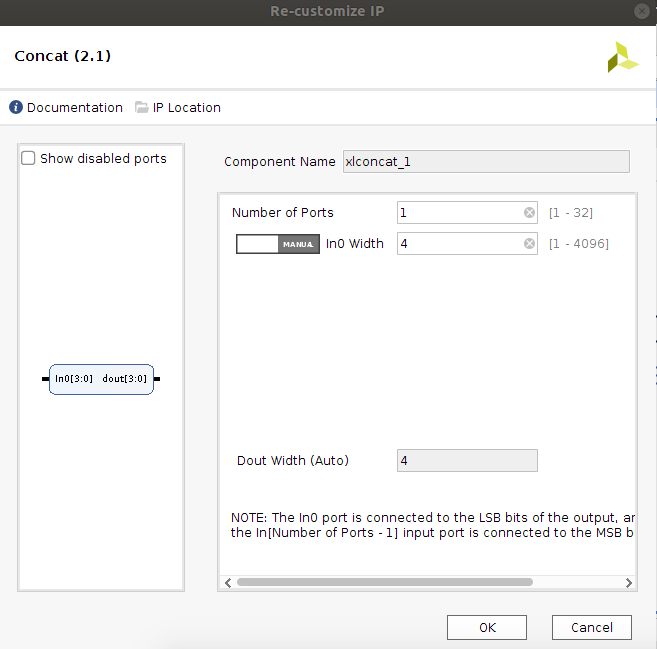 Re-customize IP
Concat (2.1)
Documentation IP Location
Show disabled ports
Component Name xlconcat_1
Number of Ports 1 [1 - 32]
MANUAL In0 Width 4 [1 - 4096]
In0[3:0] dout[3:0]
Dout Width (Auto) 4
NOTE: The In0 port is connected to the LSB bits of the output,
the In[Number of Ports - 1] input port is connected to the MSB
OK Cancel